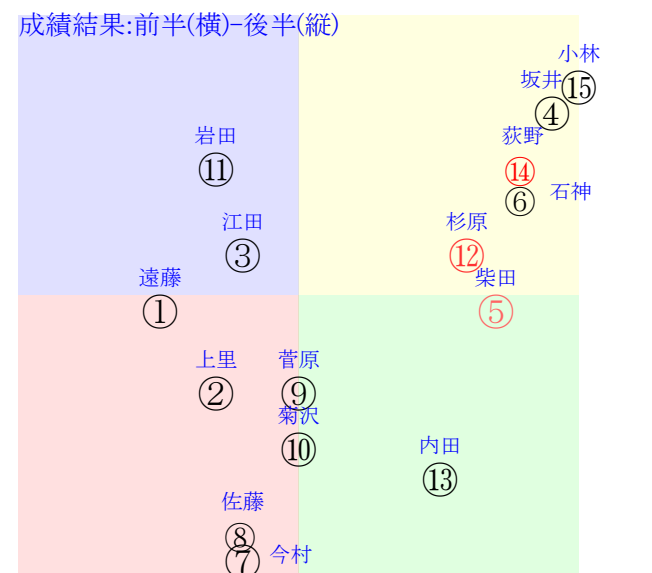 成績結果:前半(横)-後半(縦)
小林
坂井
⑮
④
岩田
荻野
⑪
⑭
石神
⑥
江田
杉原
③
⑫
遠藤
柴田
①
⑤
上里
菅原
②
⑨
菊沢
内田
⑩
⑬
佐藤
⑧
今村
⑦